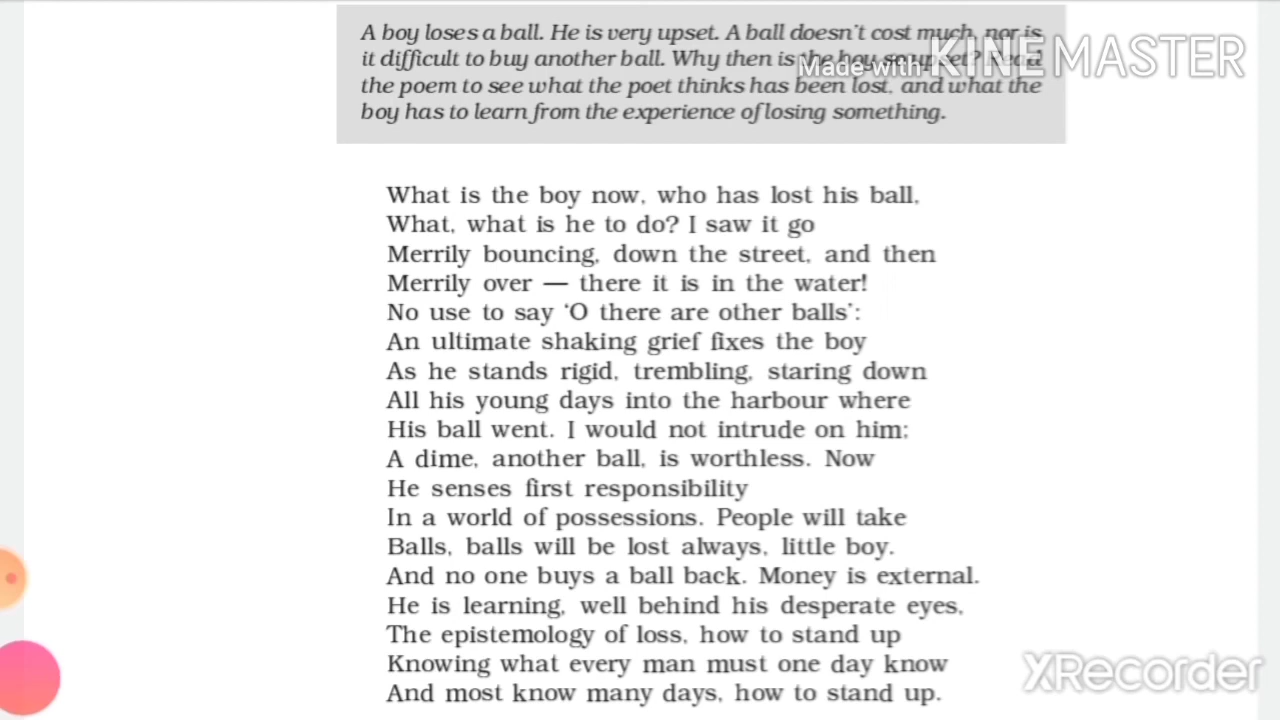 A boy loses a ball. He is very upset. A ball doesn't cost much, nor is
it difficult to buy another ball. Why then is the boy so upset? Read
Made with KINEMASTER
the poem to see what the poet thinks has been lost, and what the
boy has to learn from the experience of losing something.
What is the boy now, who has lost his ball,
What, what is he to do? I saw it go
Merrily bouncing, down the street, and then
Merrily over — there it is in the water!
No use to say ‘O there are other balls’:
An ultimate shaking grief fixes the boy
As he stands rigid, trembling, staring down
All his young days into the harbour where
His ball went. I would not intrude on him;
A dime, another ball, is worthless. Now
He senses first responsibility
In a world of possessions. People will take
Balls, balls will be lost always, little boy.
And no one buys a ball back. Money is external.
He is learning, well behind his desperate eyes,
The epistemology of loss, how to stand up
Knowing what every man must one day know
And most know many days, how to stand up.
XRecorder